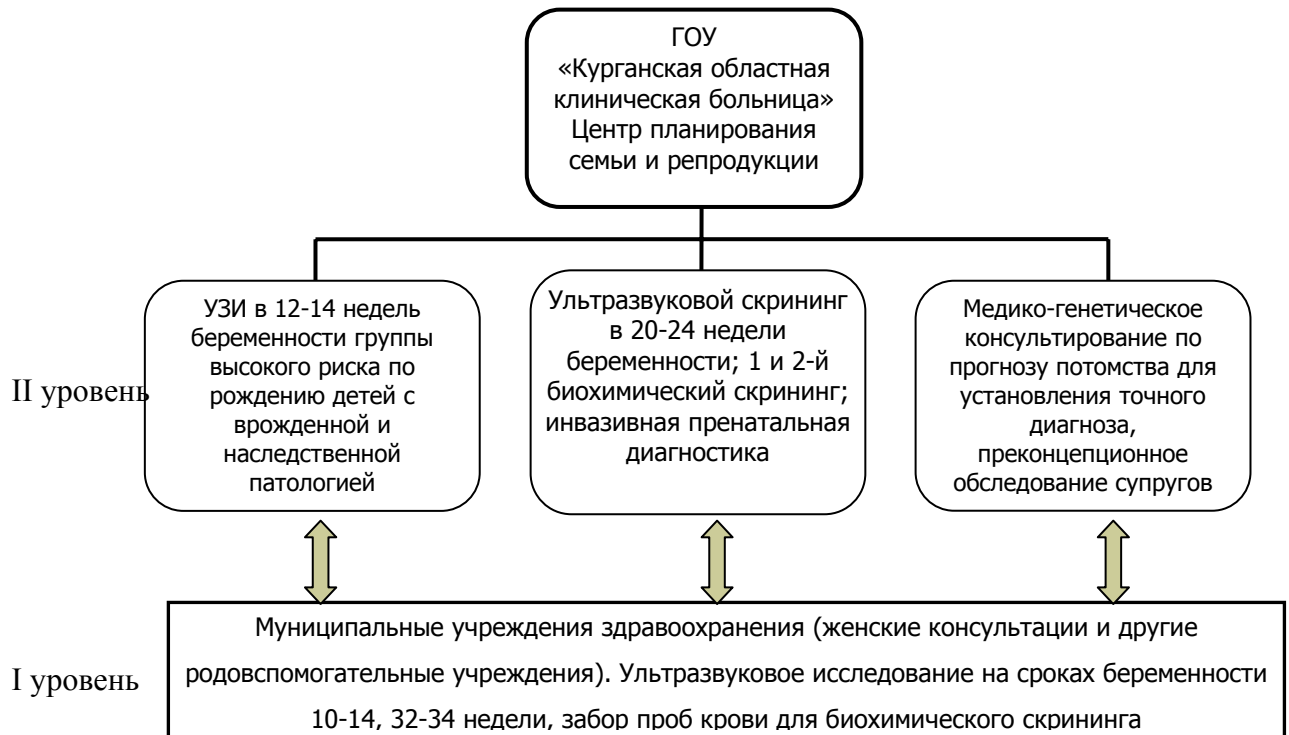 ГОУ
«Курганская областная
клиническая больница»
Центр планирования
семьи и репродукции
II уровень
УЗИ в 12-14 недель
беременности группы
высокого риска по
рождению детей с
врожденной и
наследственной
патологией
Ультразвуковой скрининг
в 20-24 недели
беременности; 1 и 2-й
биохимический скрининг;
инвазивная пренатальная
диагностика
Медико-генетическое
консультирование по
прогнозу потомства для
установления точного
диагноза,
преконцепционное
обследование супругов
I уровень
Муниципальные учреждения здравоохранения (женские консультации и другие
родовспомогательные учреждения). Ультразвуковое исследование на сроках беременности
10-14, 32-34 недели, забор проб крови для биохимического скрининга